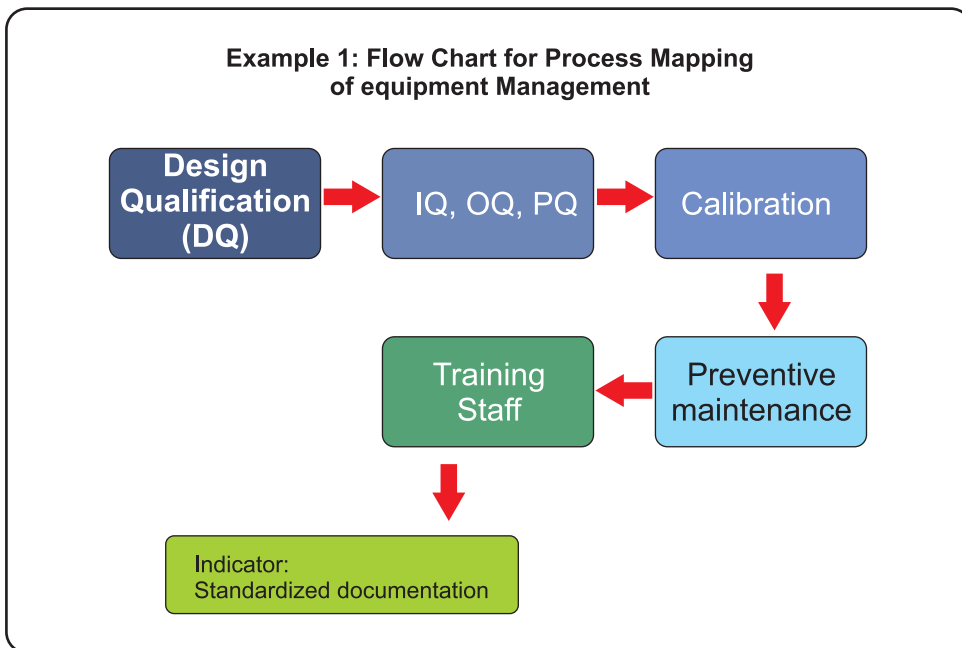 Example 1: Flow Chart for Process Mapping
of equipment Management
Design
Qualification
(DQ)
IQ, OQ, PQ
Calibration
Preventive
maintenance
Training
Staff
Indicator:
Standardized documentation